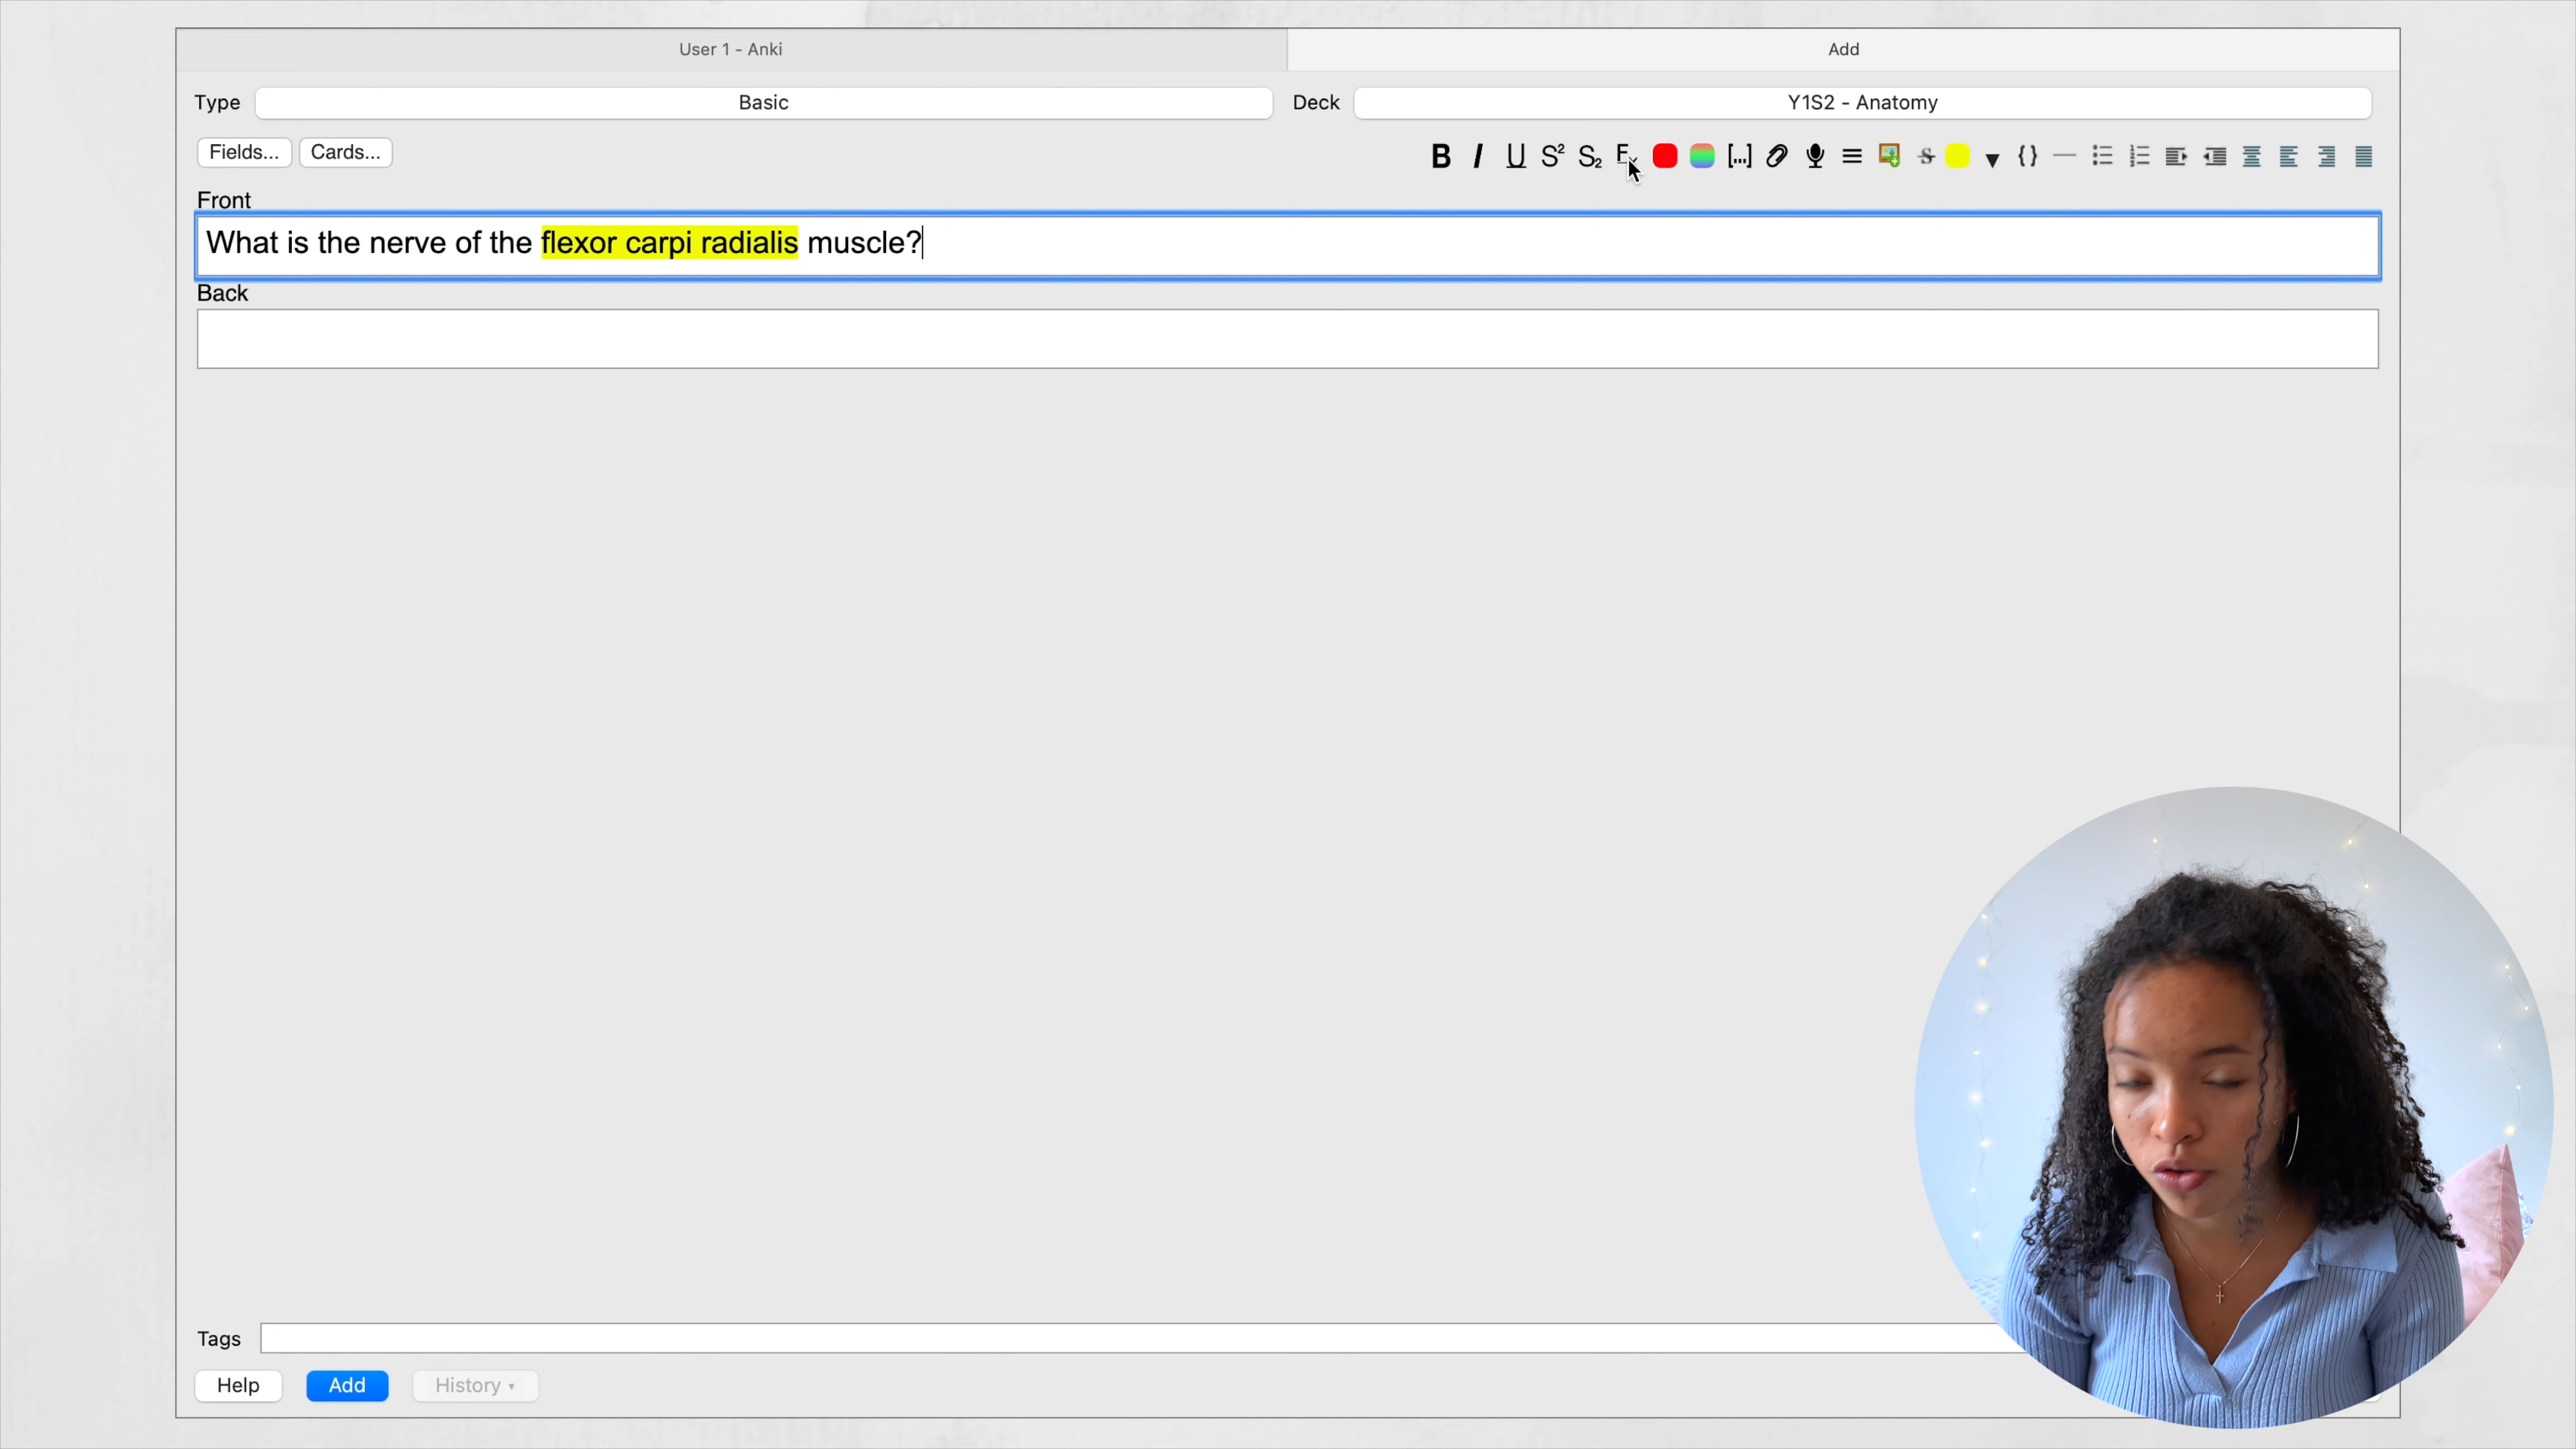 User 1 - Anki
Add
Type
Basic
Deck
Y1S2 - Anatomy
Fields...
Cards...
Front
What is the nerve of the flexor carpi radialis muscle?
Back
Tags
Help
Add
History